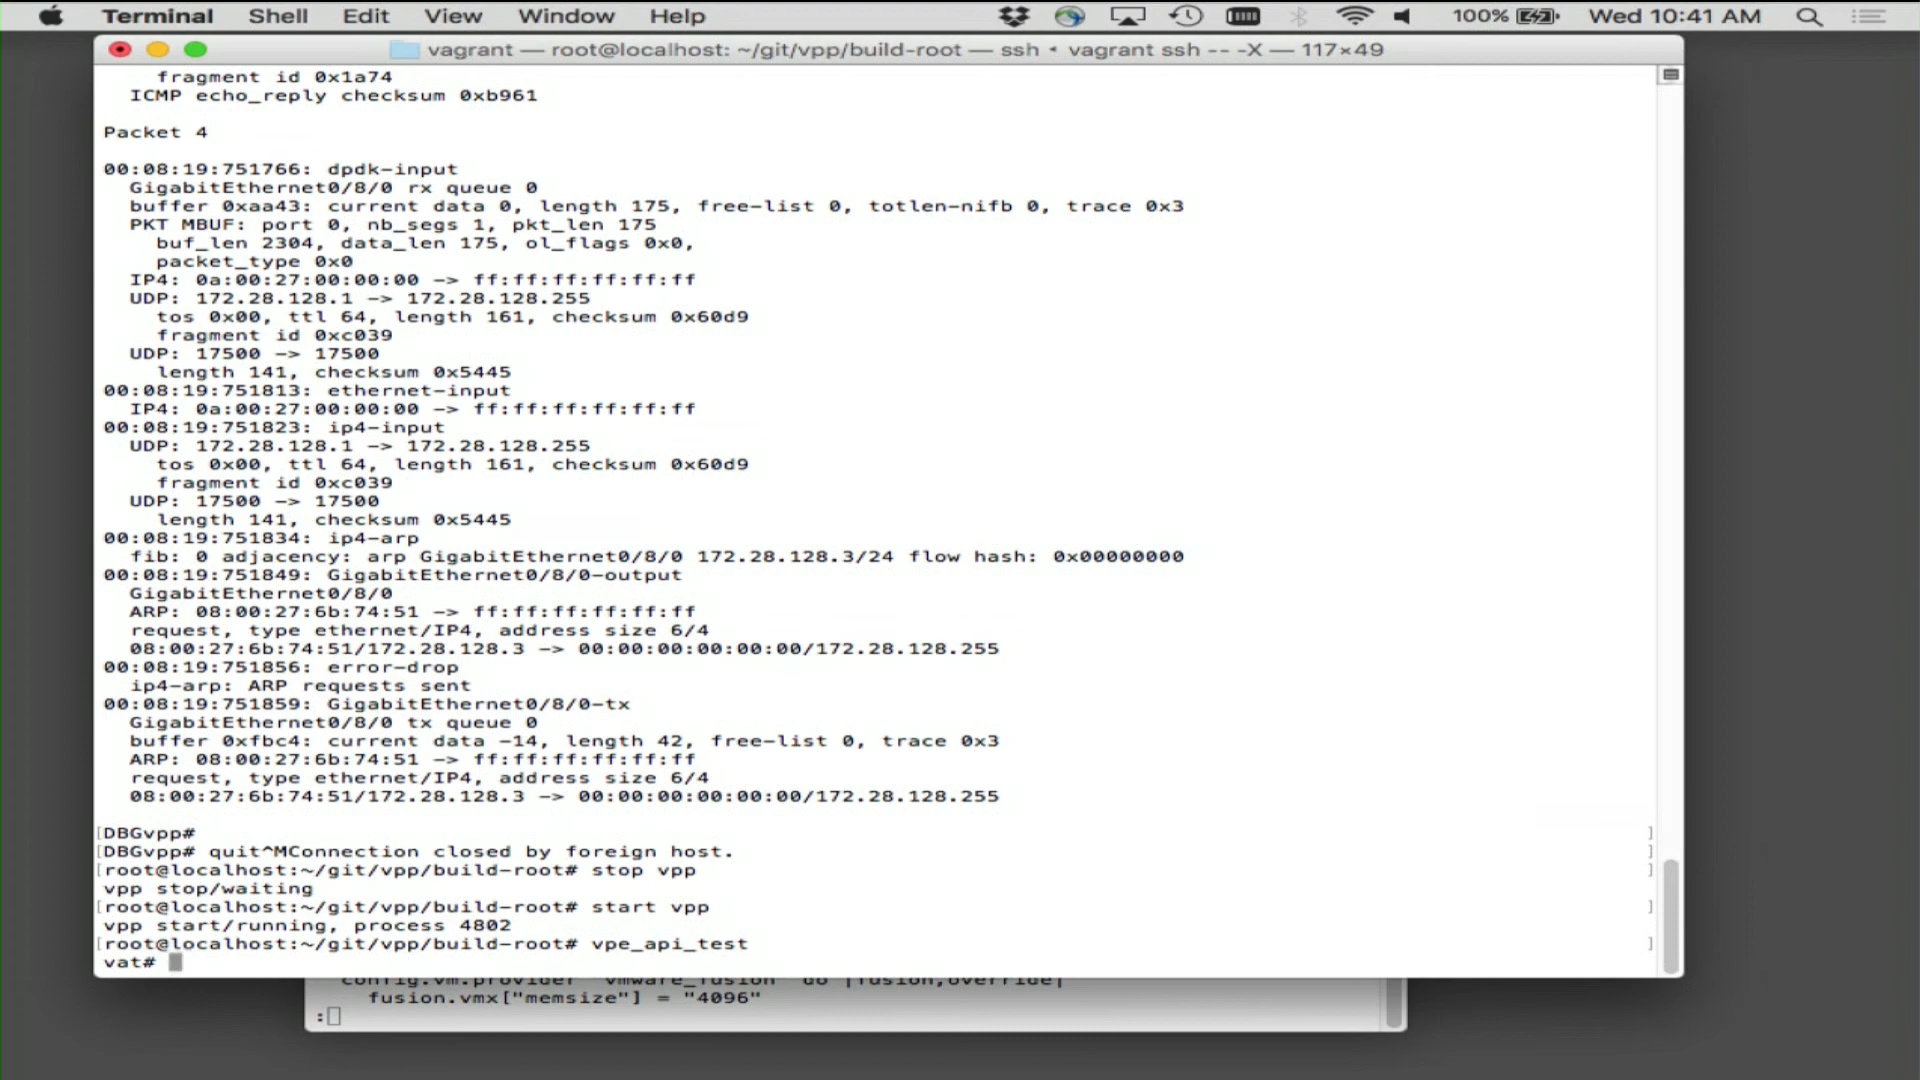 Terminal Shell Edit View Window Help 100% Wed 10:41 AM
vagrant — root@localhost: ~/git/vpp/build-root — ssh • vagrant ssh -- -X — 117×49
fragment id 0x1a74
ICMP echo_reply checksum 0xb961
Packet 4
00:08:19:751766: dpdk-input
GigabitEthernet0/8/0 rx queue 0
buffer 0xaa43: current data 0, length 175, free-list 0, totlen-nifb 0, trace 0x3
PKT MBUF: port 0, nb_segs 1, pkt_len 175
buf_len 2304, data_len 175, ol_flags 0x0,
packet_type 0x0
IP4: 0a:00:27:00:00:00 -> ff:ff:ff:ff:ff:ff
UDP: 172.28.128.1 -> 172.28.128.255
tos 0x00, ttl 64, length 161, checksum 0x60d9
fragment id 0xc039
UDP: 17500 -> 17500
length 141, checksum 0x5445
00:08:19:751813: ethernet-input
IP4: 0a:00:27:00:00:00 -> ff:ff:ff:ff:ff:ff
00:08:19:751823: ip4-input
UDP: 172.28.128.1 -> 172.28.128.255
tos 0x00, ttl 64, length 161, checksum 0x60d9
fragment id 0xc039
UDP: 17500 -> 17500
length 141, checksum 0x5445
00:08:19:751834: ip4-arp
fib: 0 adjacency: arp GigabitEthernet0/8/0 172.28.128.3/24 flow hash: 0x00000000
00:08:19:751849: GigabitEthernet0/8/0-output
GigabitEthernet0/8/0
ARP: 08:00:27:6b:74:51 -> ff:ff:ff:ff:ff:ff
request, type ethernet/IP4, address size 6/4
08:00:27:6b:74:51/172.28.128.3 -> 00:00:00:00:00:00/172.28.128.255
00:08:19:751856: error-drop
ip4-arp: ARP requests sent
00:08:19:751859: GigabitEthernet0/8/0-tx
GigabitEthernet0/8/0 tx queue 0
buffer 0xfbc4: current data -14, length 42, free-list 0, trace 0x3
ARP: 08:00:27:6b:74:51 -> ff:ff:ff:ff:ff:ff
request, type ethernet/IP4, address size 6/4
08:00:27:6b:74:51/172.28.128.3 -> 00:00:00:00:00:00/172.28.128.255
[DBGvpp# ]
[DBGvpp# quit^MConnection closed by foreign host. ]
[root@localhost:~/git/vpp/build-root# stop vpp ]
vpp stop/waiting
[root@localhost:~/git/vpp/build-root# start vpp ]
vpp start/running, process 4802
[root@localhost:~/git/vpp/build-root# vpe_api_test ]
vat#
config.vm.provider "vmware_fusion" do |fusion,override|
fusion.vmx["memsize"] = "4096"
: